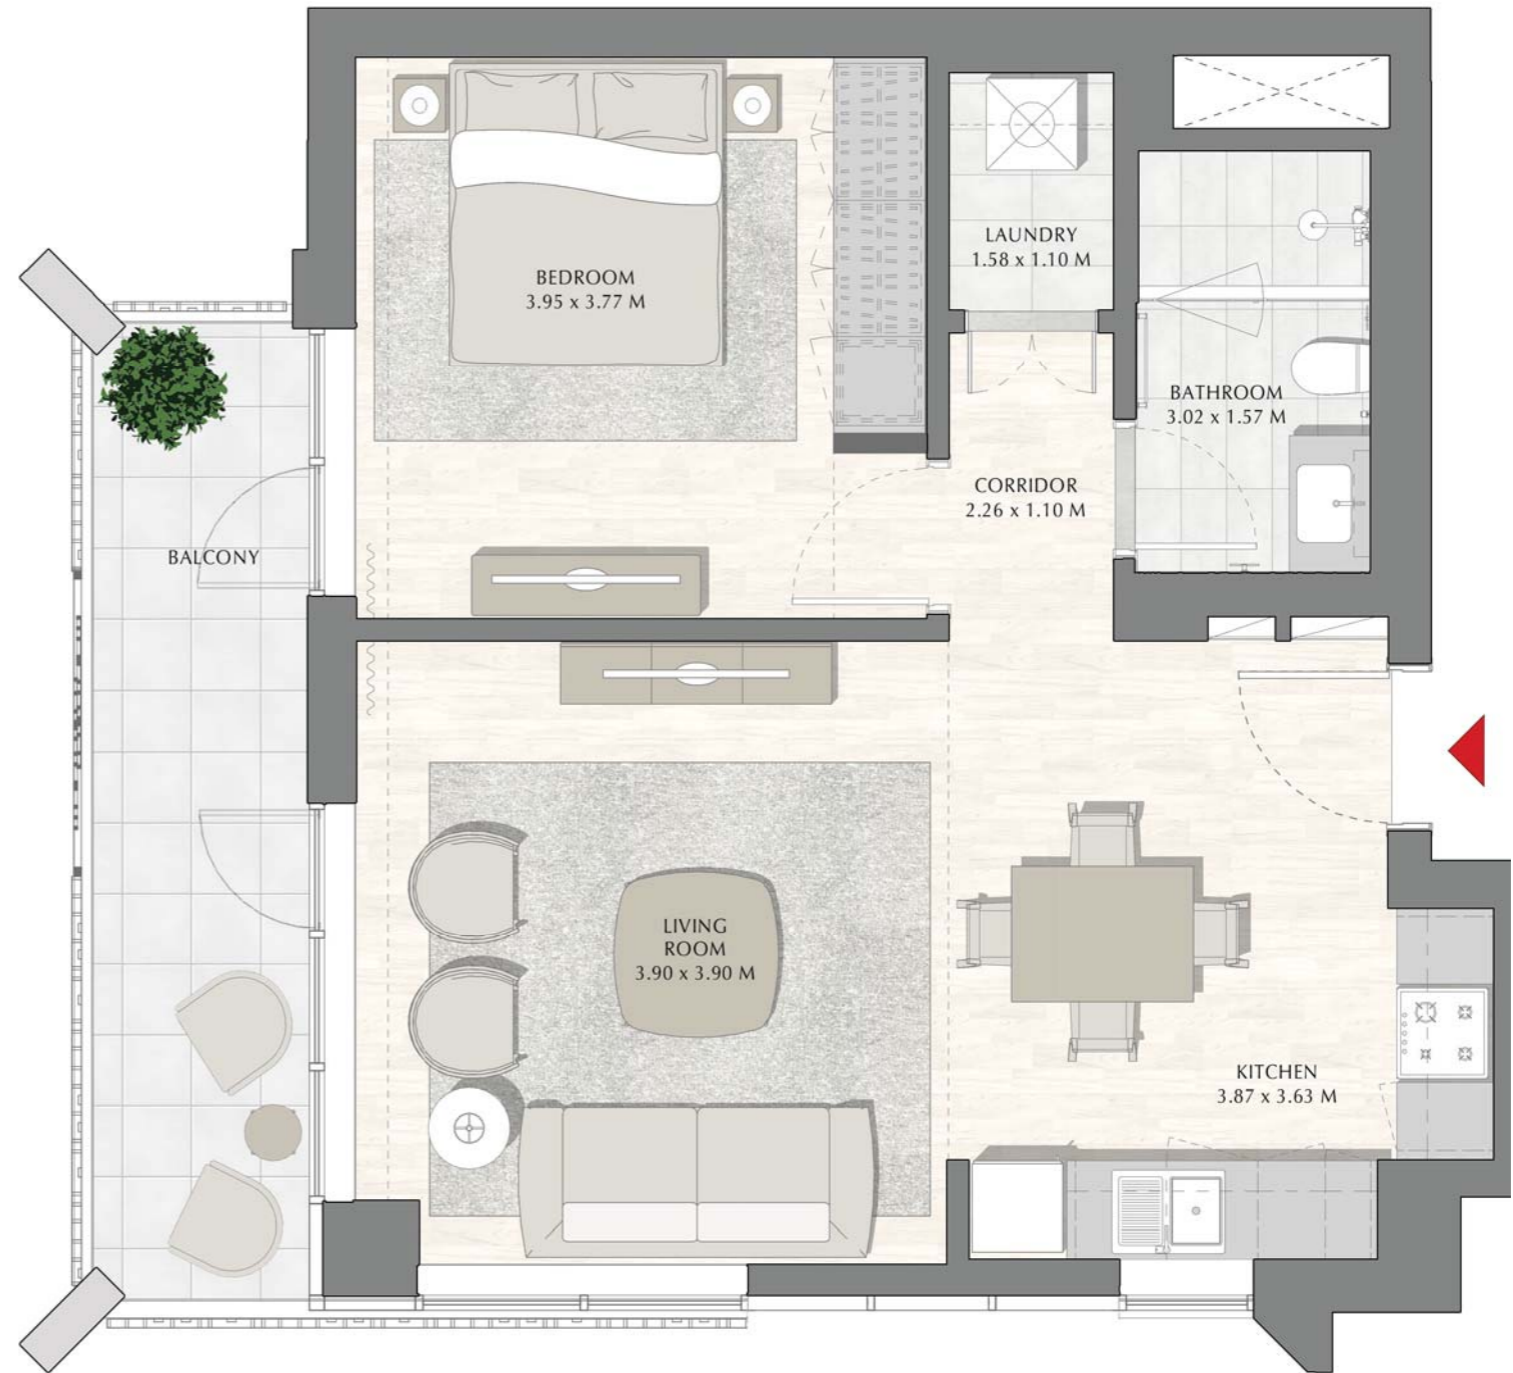 BEDROOM
3.95 x 3.77 M
LAUNDRY
1.58 x 1.10 M
BATHROOM
3.02 x 1.57 M
CORRIDOR
2.26 x 1.10 M
BALCONY
LIVING
ROOM
3.90 x 3.90 M
KITCHEN
3.87 x 3.63 M